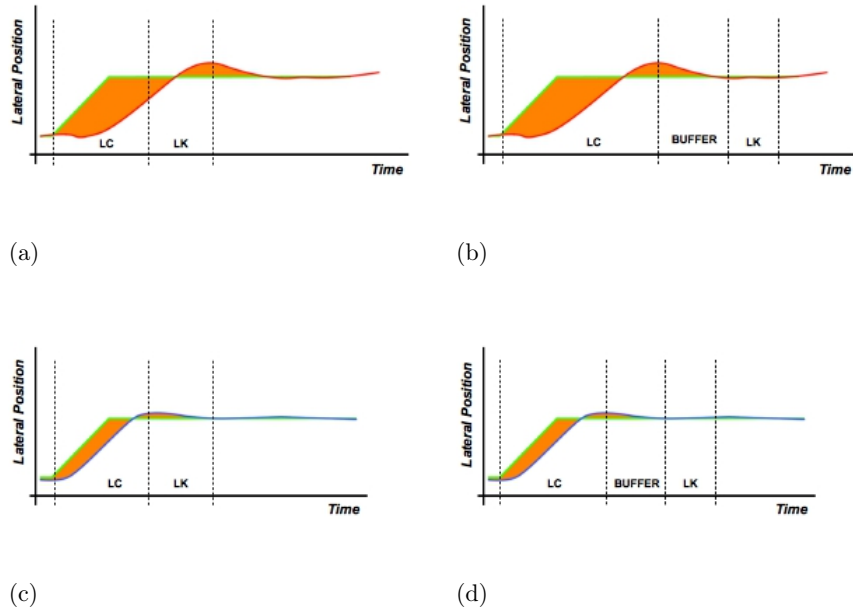 Lateral Position
LC
LK
Time
(a)
Lateral Position
LC
BUFFER
LK
Time
(b)
Lateral Position
LC
LK
Time
(c)
Lateral Position
LC
BUFFER
LK
Time
(d)